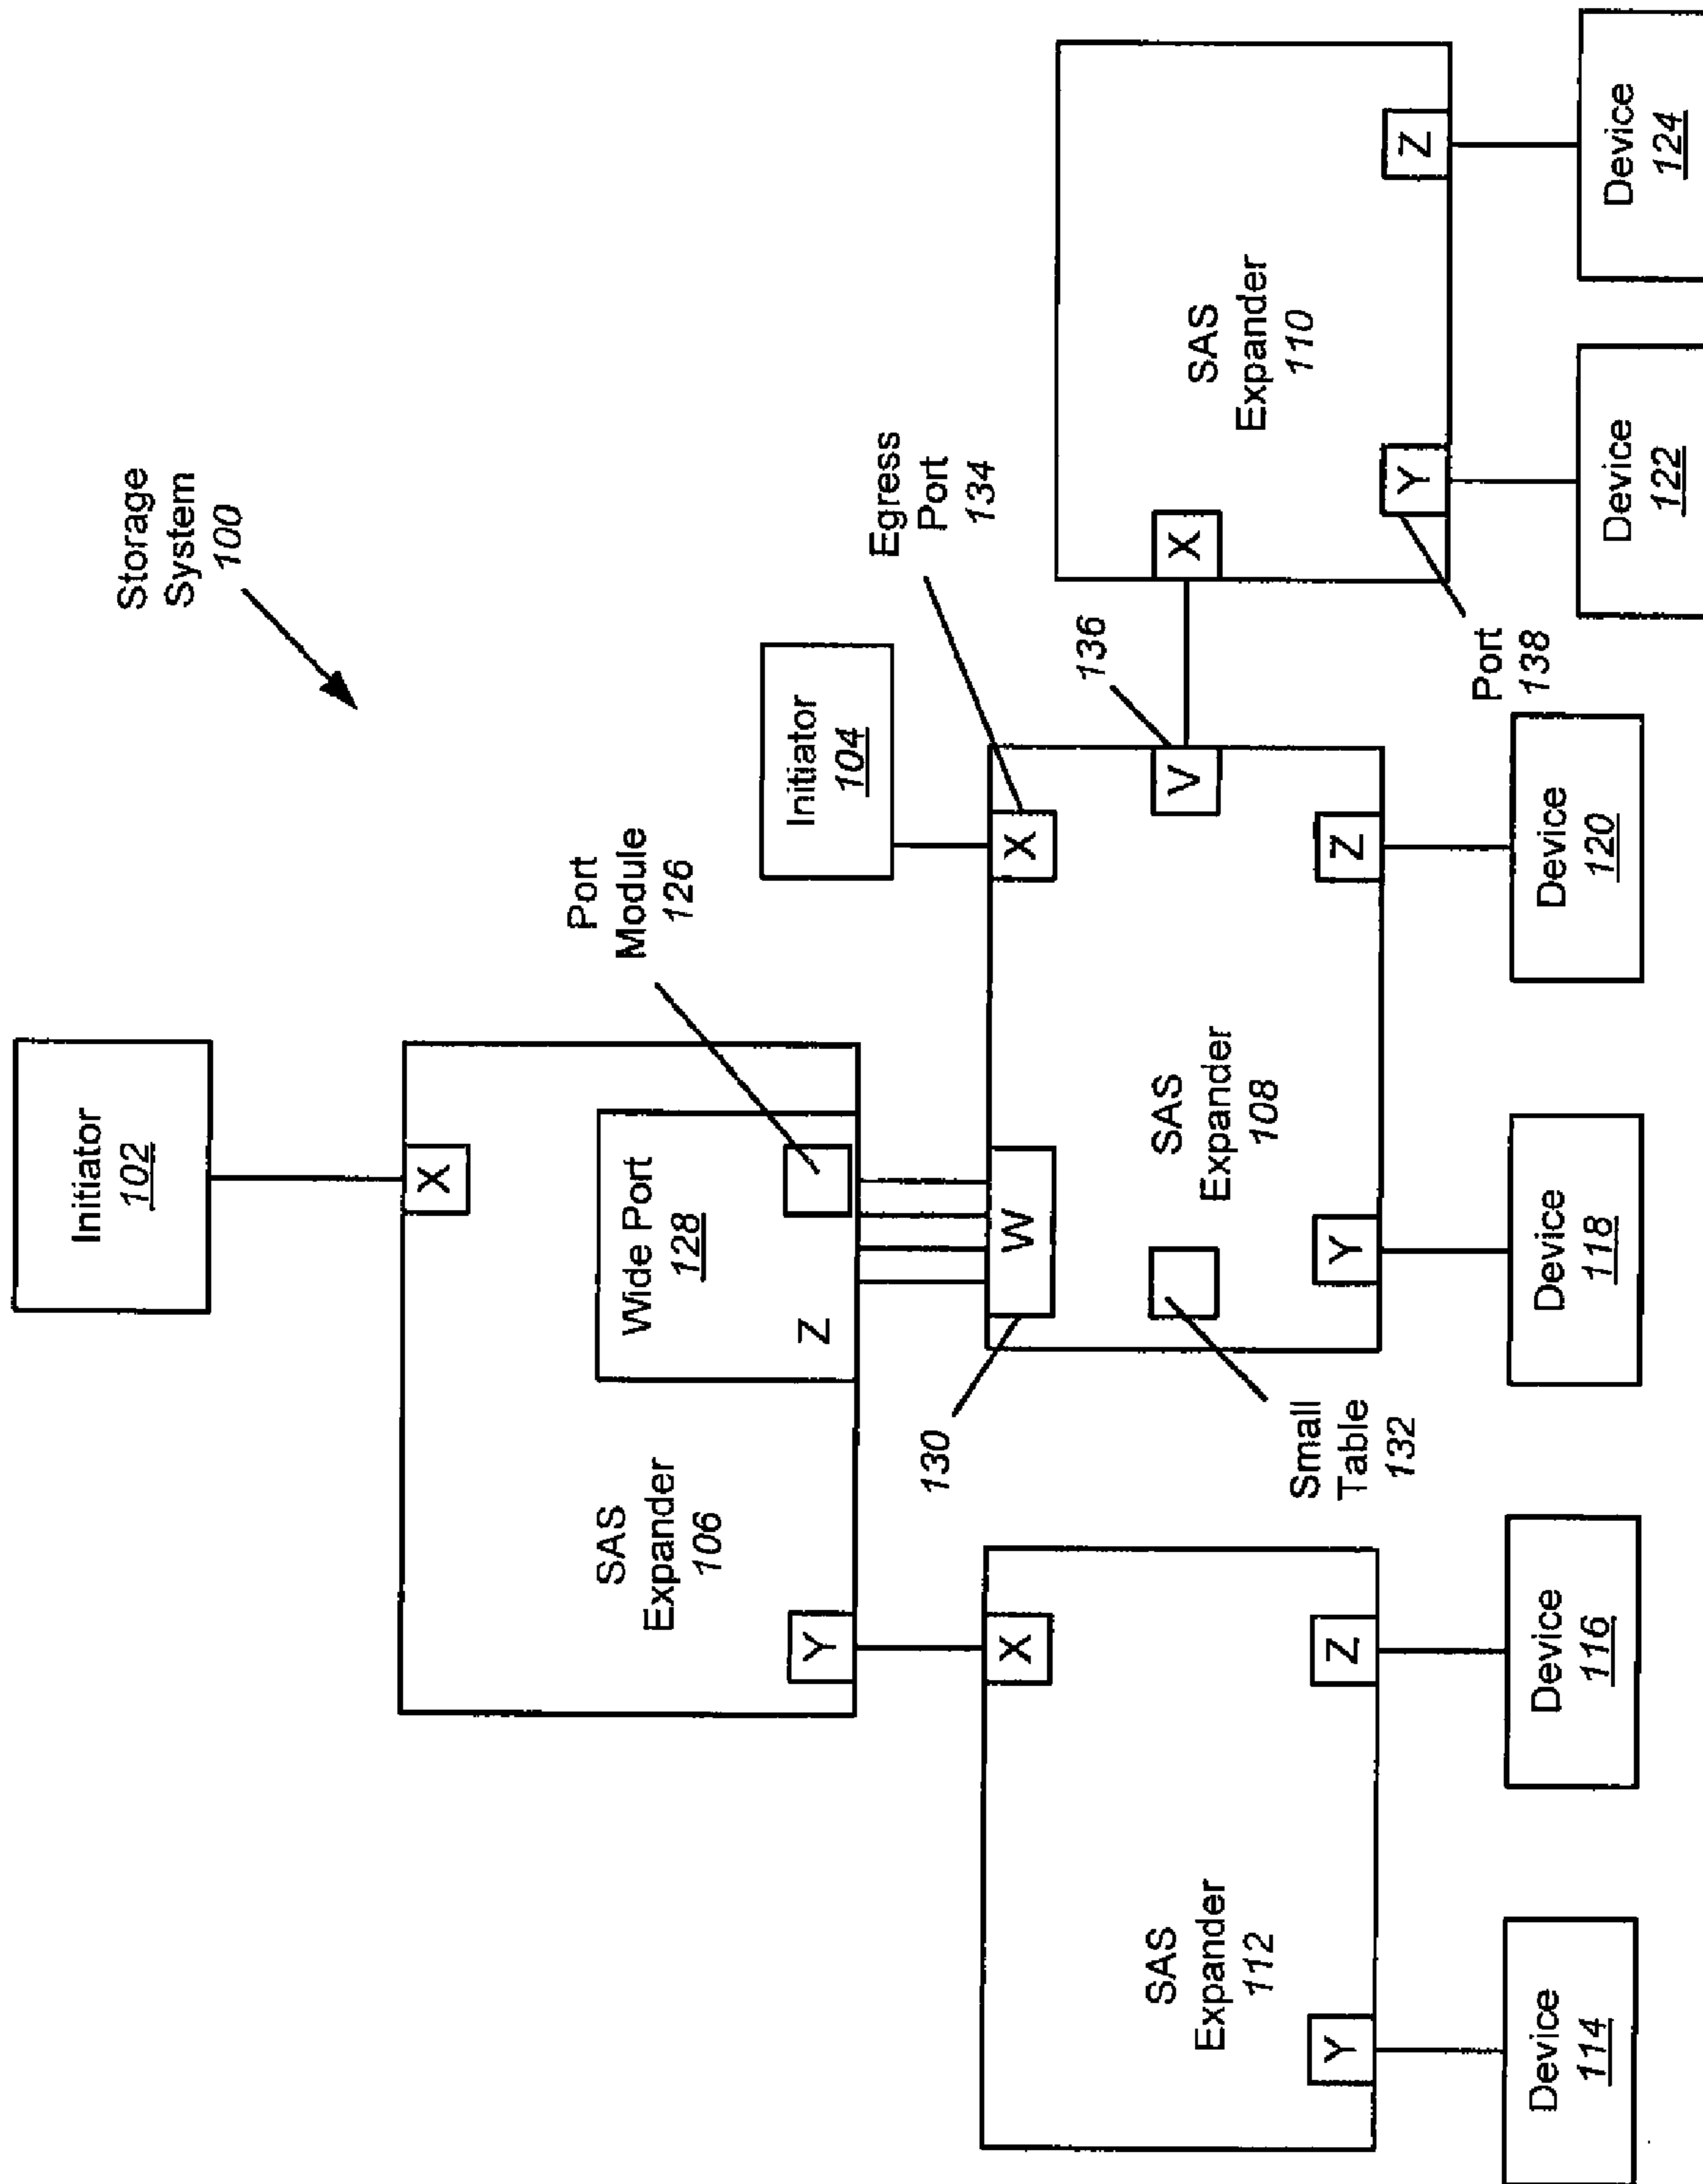 Storage
System
100
Initiator
102
X
SAS
Expander
106
Wide Port
128
Z
Y
Port
Module
126
Initiator
104
Egress
Port
134
130
W
X
136
V
SAS
Expander
108
Small
Table
132
Y
Z
X
SAS
Expander
110
Y
Z
Port
138
X
SAS
Expander
112
Y
Z
Device
114
Device
116
Device
118
Device
120
Device
122
Device
124